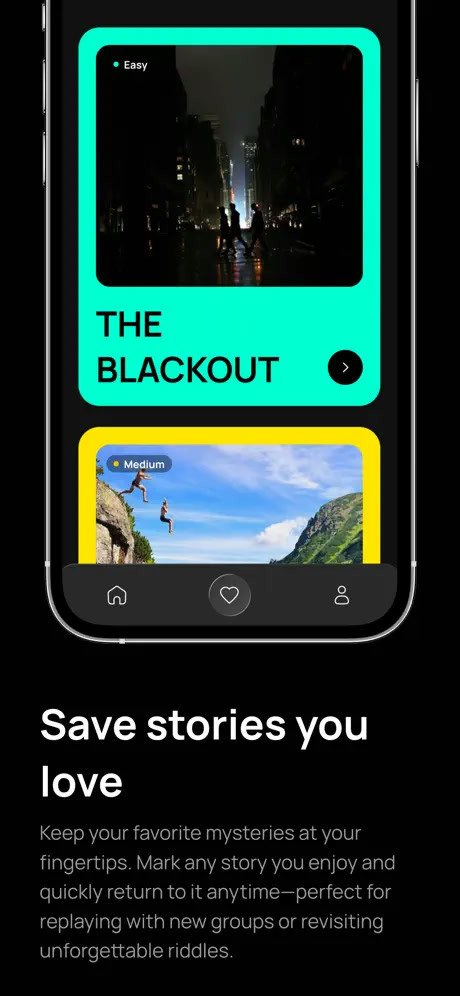 Easy
THE
BLACKOUT
Medium
Save stories you
love
Keep your favorite mysteries at your
fingertips. Mark any story you enjoy and
quickly return to it anytime—perfect for
replaying with new groups or revisiting
unforgettable riddles.